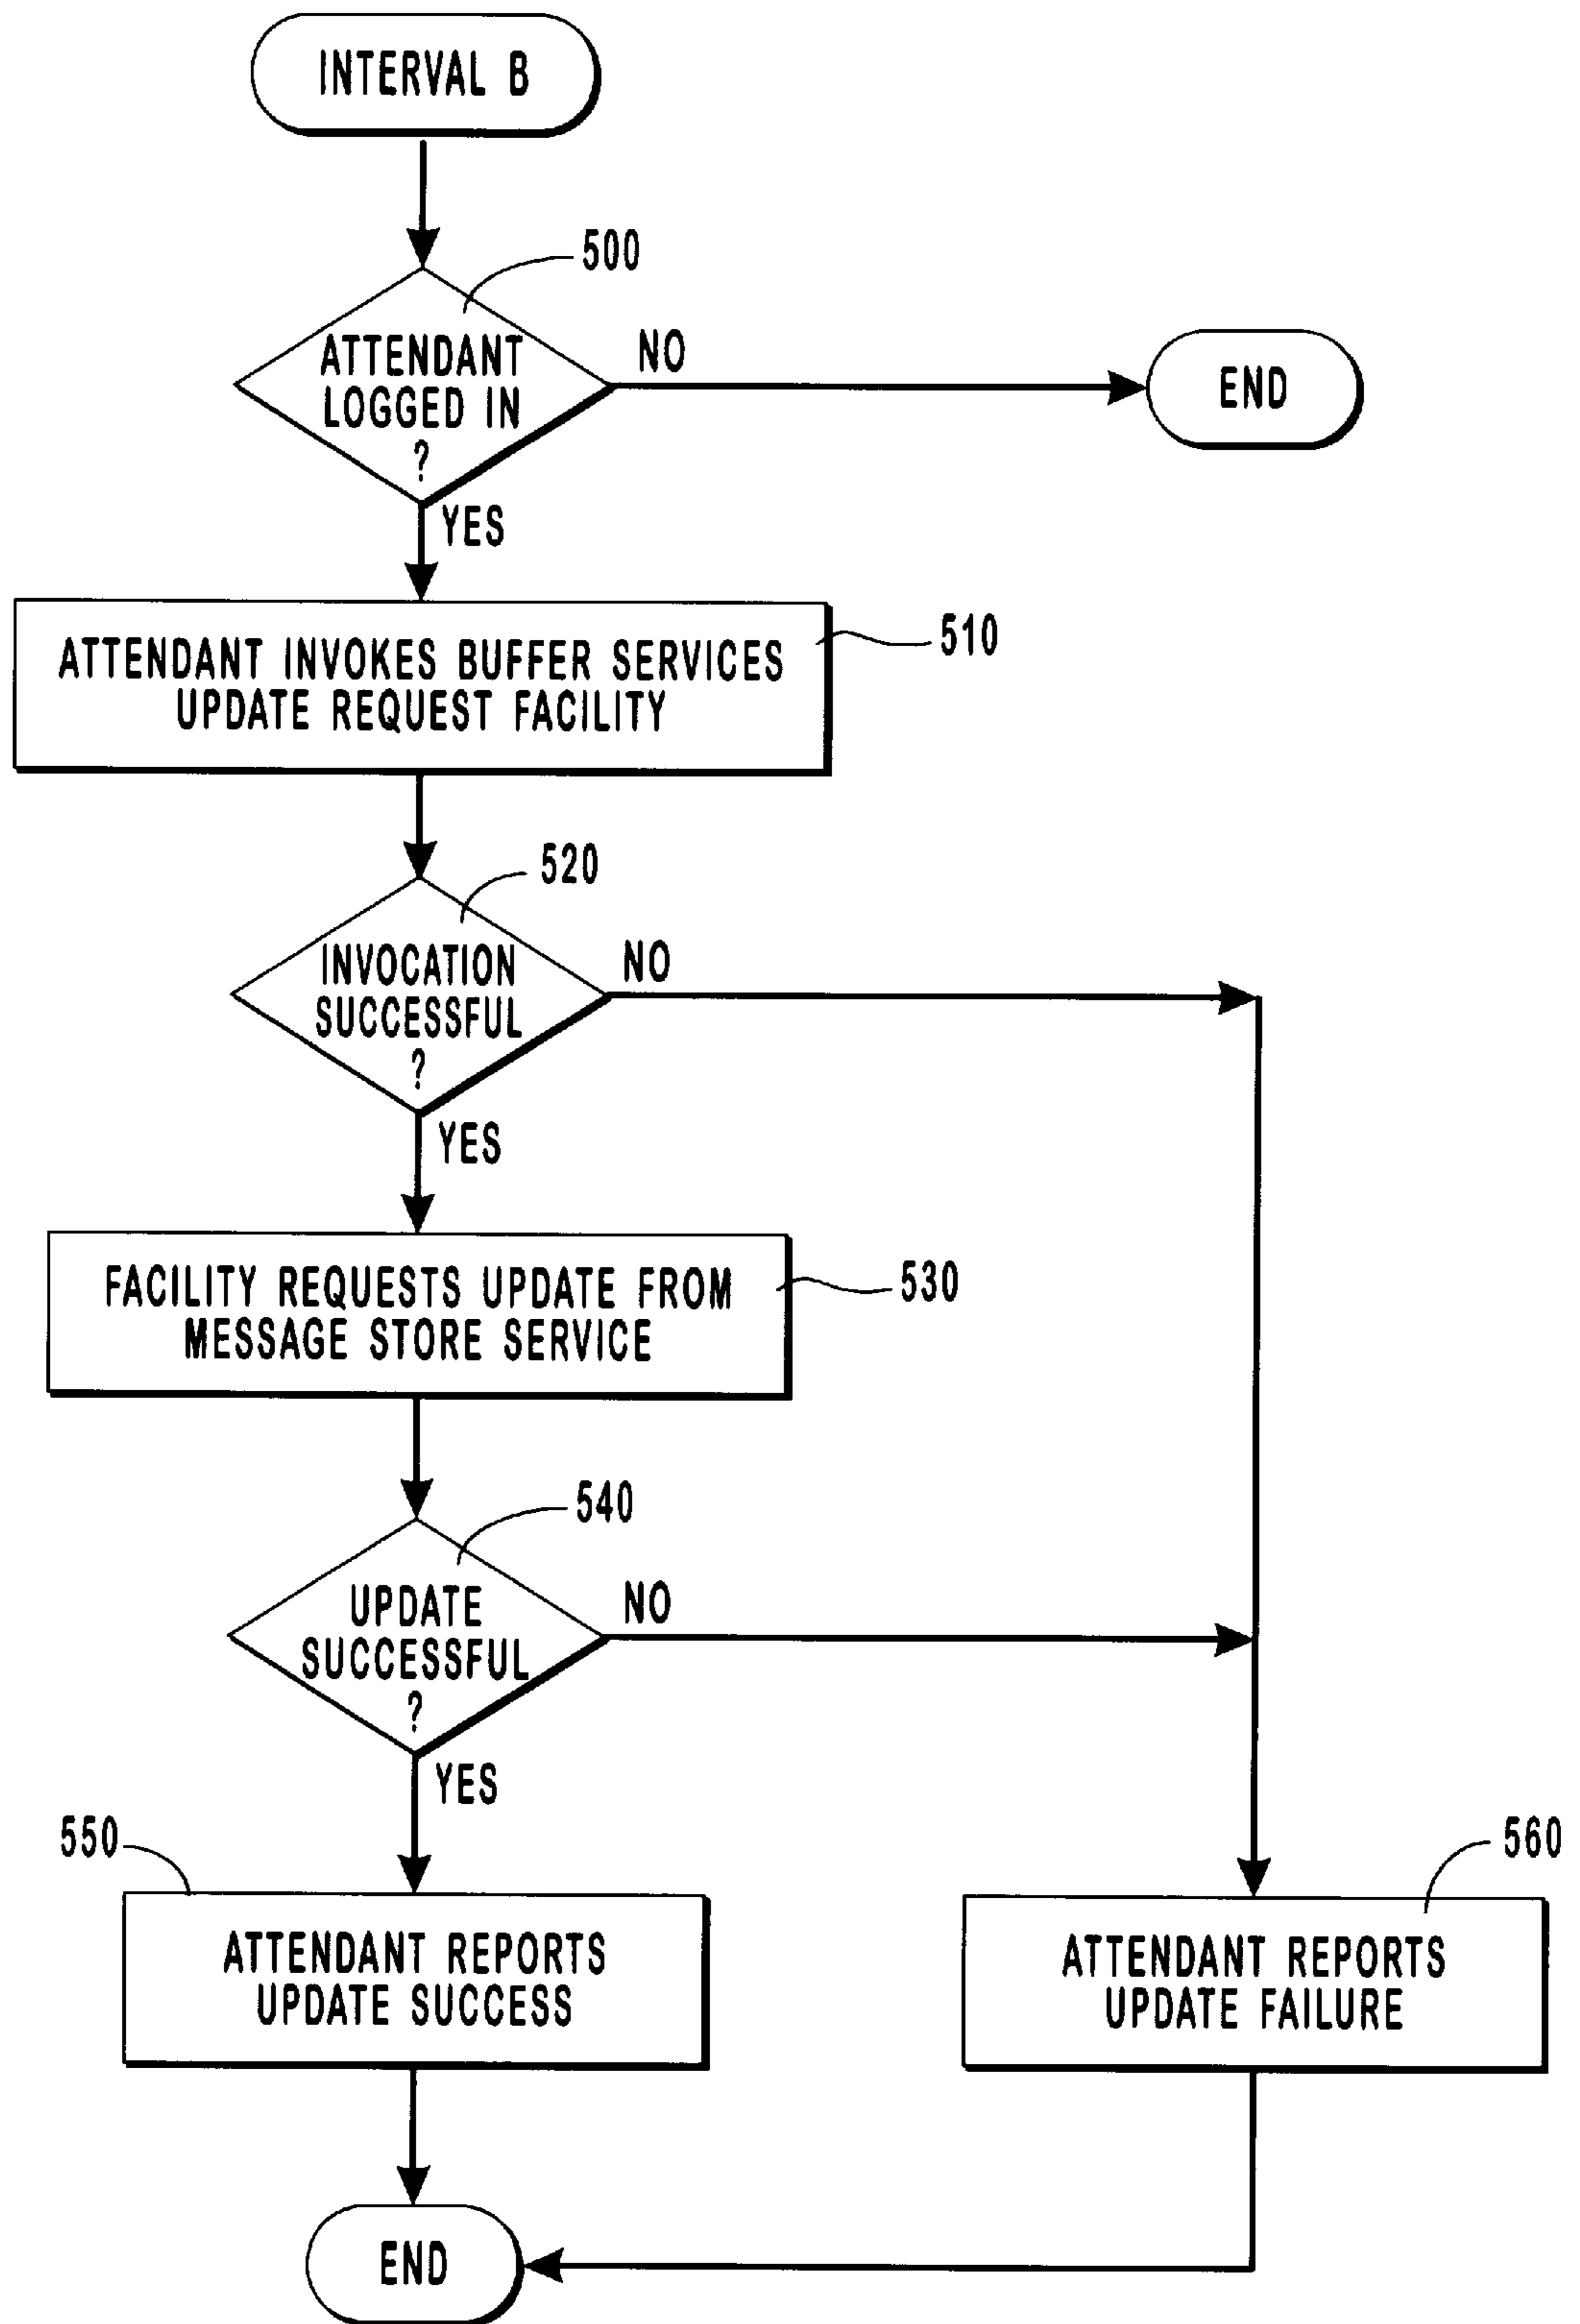 INTERVAL B
500
ATTENDANT
LOGGED IN
?
NO
END
YES
ATTENDANT INVOKES BUFFER SERVICES
UPDATE REQUEST FACILITY
510
520
INVOCATION
SUCCESSFUL
?
NO
YES
FACILITY REQUESTS UPDATE FROM
MESSAGE STORE SERVICE
530
540
UPDATE
SUCCESSFUL
?
NO
YES
550
ATTENDANT REPORTS
UPDATE SUCCESS
560
ATTENDANT REPORTS
UPDATE FAILURE
END